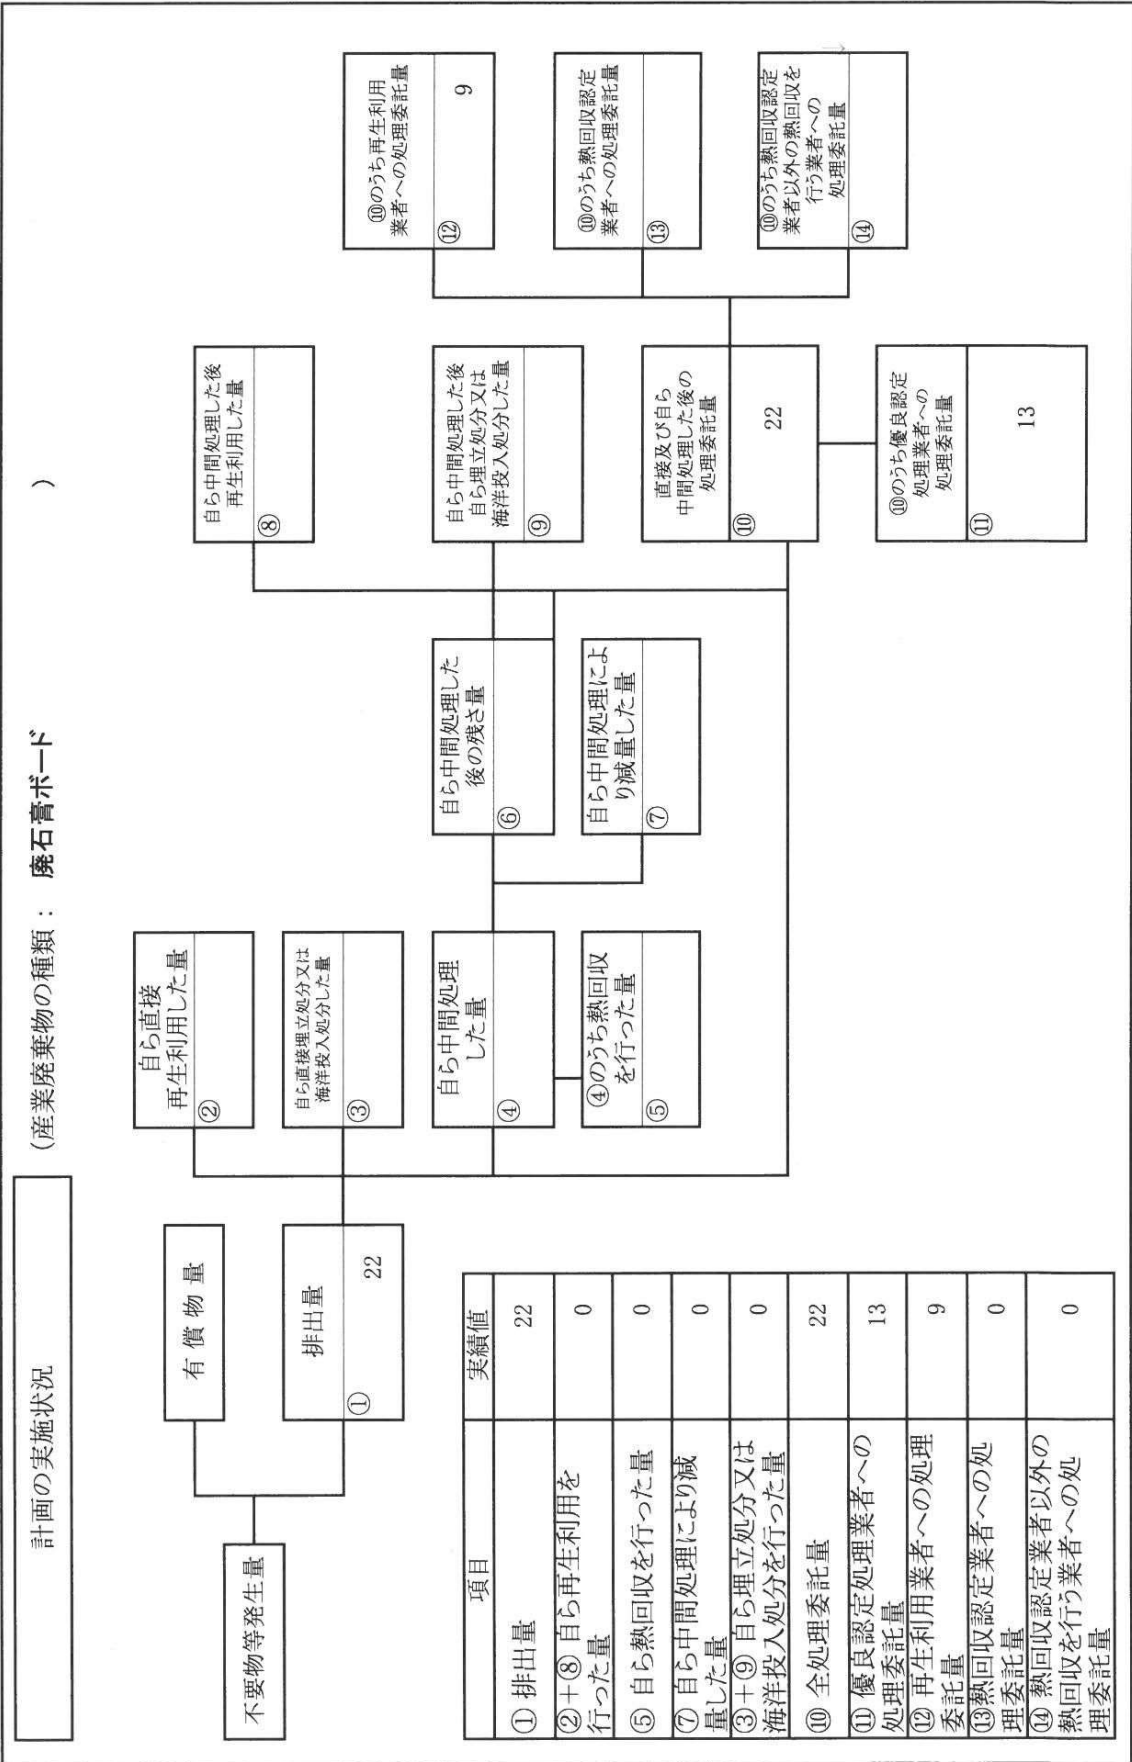 計画の実施状況
(産業廃棄物の種類： 廃石膏ボード )
不要物等発生量
有償物量
排出量
① 22
自ら直接
再生利用した量
②
自ら直接埋立処分又は
海洋投入処分した量
③
自ら中間処理
した量
④
④のうち熱回収
を行った量
⑤
自ら中間処理した
後の残さ量
⑥
自ら中間処理によ
り減量した量
⑦
自ら中間処理した後
再生利用した量
⑧
自ら中間処理した後
自ら埋立処分又は
海洋投入処分した量
⑨
直接及び自ら
中間処理した後の
処理委託量
⑩ 22
⑩のうち優良認定
処理業者への
処理委託量
⑪ 13
⑩のうち再生利用
業者への処理委託量
⑫ 9
⑩のうち熱回収認定
業者への処理委託量
⑬
⑩のうち熱回収認定
業者以外の熱回収を
行う業者への
処理委託量
⑭
項目 実績値
① 排出量 22
②+⑧ 自ら再生利用を
行った量 0
⑤ 自ら熱回収を行った量 0
⑦ 自ら中間処理により減
量した量 0
③+⑨ 自ら埋立処分又は
海洋投入処分を行った量 0
⑩ 全処理委託量 22
⑪ 優良認定処理業者への
処理委託量 13
⑫ 再生利用業者への処理
委託量 9
⑬熱回収認定業者への処
理委託量 0
⑭ 熱回収認定業者以外の
熱回収を行う業者への処
理委託量 0